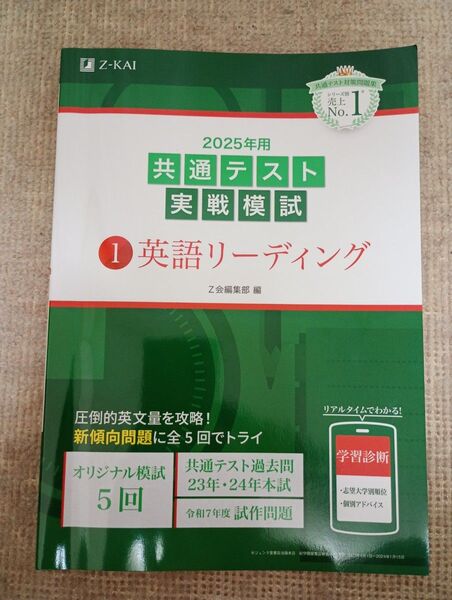 Z-KAI
共通テスト対策問題集
シリーズ別
売上
No.1
2025年用
共通テスト
実戦模試
1 英語リーディング
Z会編集部 編
圧倒的英文量を攻略！
新傾向問題に全5回でトライ
オリジナル模試
5回
共通テスト過去問
23年・24年本試
令和7年度 試作問題
リアルタイムでわかる！
学習診断
・志望大学別順位
・個別アドバイス